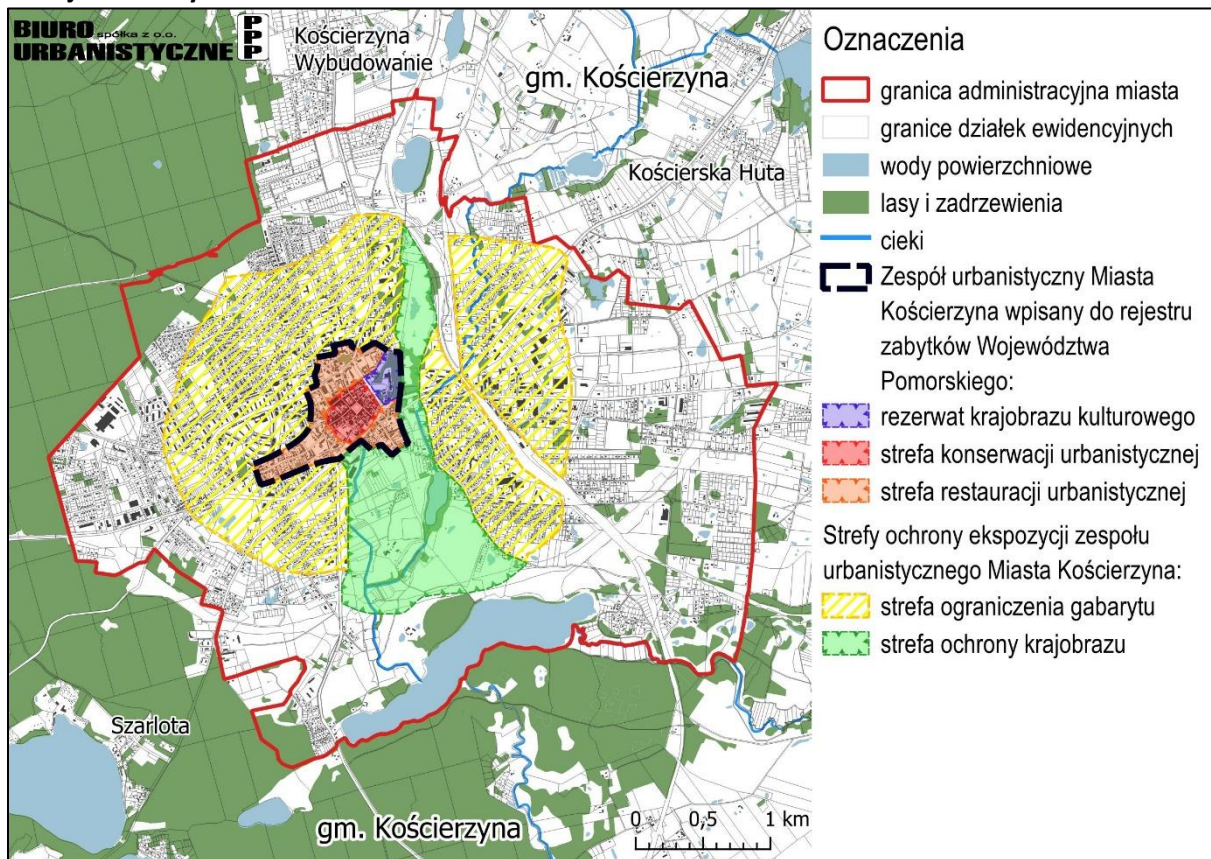 BIURO spółka z o.o.
URBANISTYCZNE
P
P
P
Kościerzyna
Wybudowanie
gm. Kościerzyna
Kościerska Huta
Szarlota
gm. Kościerzyna
0 0,5 1 km
Oznaczenia
granica administracyjna miasta
granice działek ewidencyjnych
wody powierzchniowe
lasy i zadrzewienia
cieki
Zespół urbanistyczny Miasta
Kościerzyna wpisany do rejestru
zabytków Województwa
Pomorskiego:
rezerwat krajobrazu kulturowego
strefa konserwacji urbanistycznej
strefa restauracji urbanistycznej
Strefy ochrony ekspozycji zespołu
urbanistycznego Miasta Kościerzyna:
strefa ograniczenia gabarytu
strefa ochrony krajobrazu